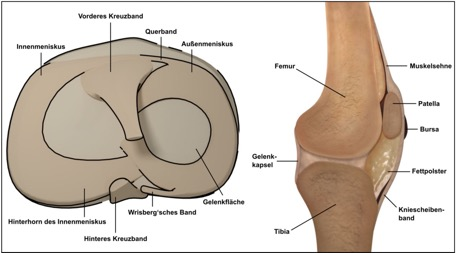 Vorderes Kreuzband
Querband
Innenmeniskus
Außenmeniskus
Hinterhorn des Innenmeniskus
Hinteres Kreuzband
Wrisberg'sches Band
Gelenkfläche
Femur
Muskelsehne
Patella
Bursa
Gelenk-
kapsel
Fettpolster
Tibia
Kniescheiben-
band